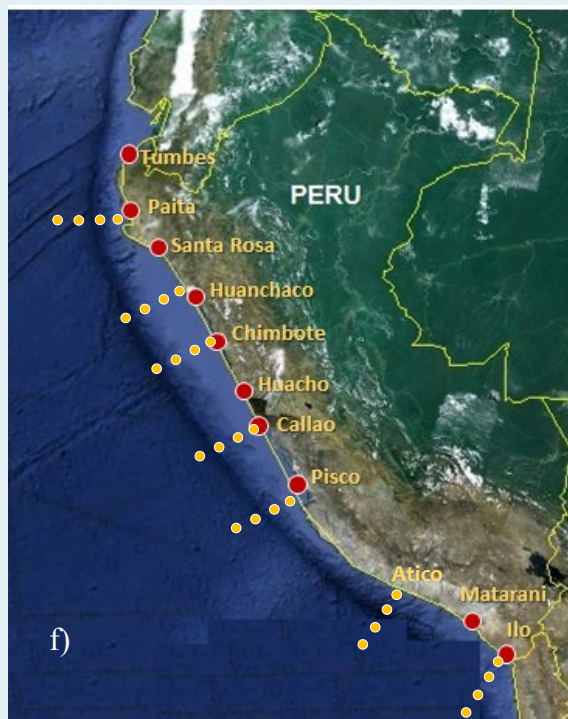 Tumbes
PERU
Paita
Santa Rosa
Huanchaco
Chimbote
Huacho
Callao
Pisco
Atico
Matarani
Ilo
f)